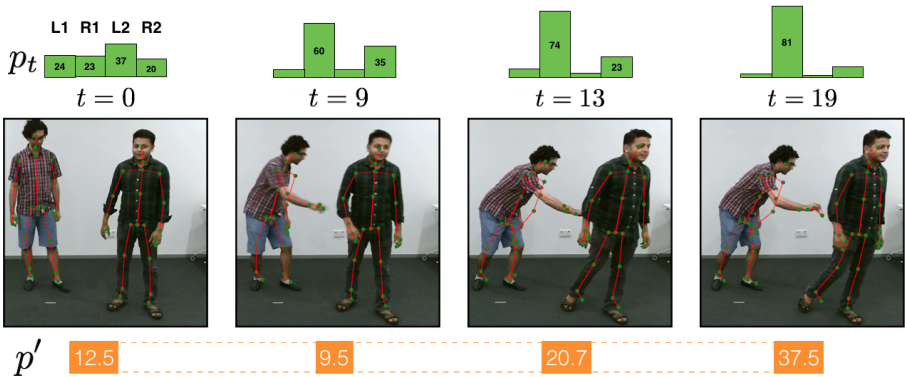 L1 R1 L2 R2
p_t 24 23 37 20 60 35 74 23 81
t = 0 t = 9 t = 13 t = 19
p′ 12.5 9.5 20.7 37.5